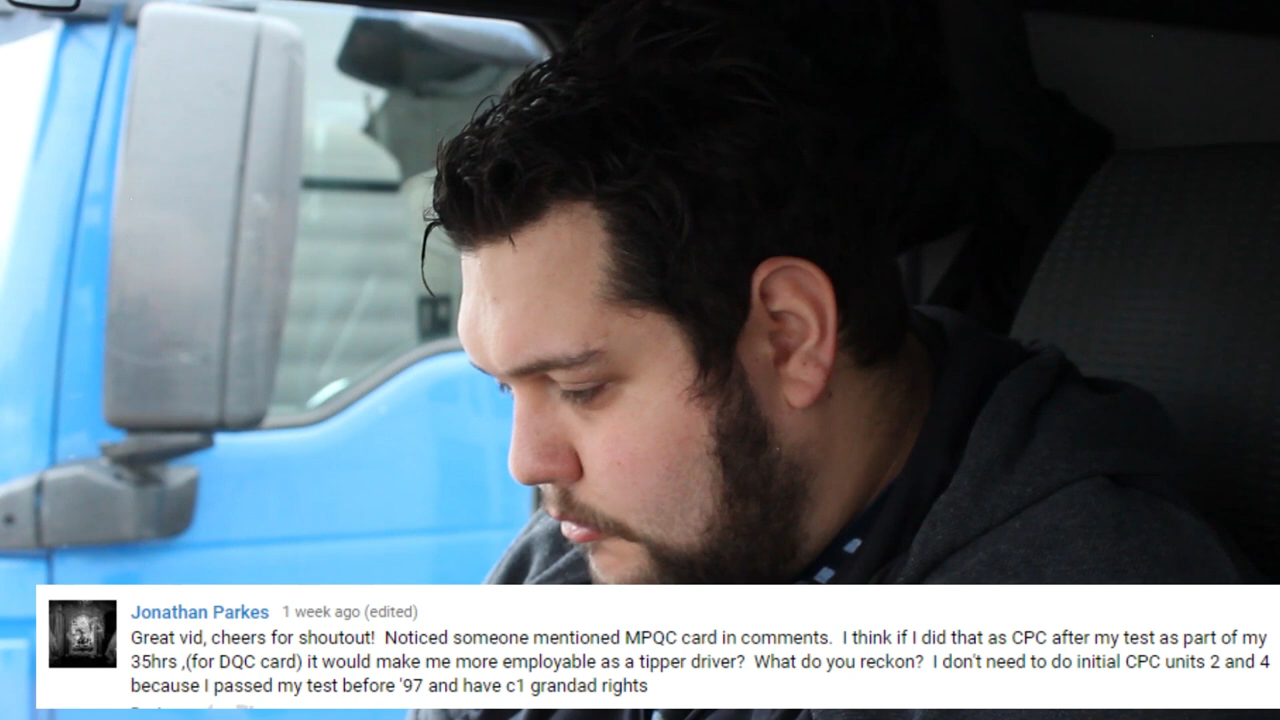 Jonathan Parkes 1 week ago (edited)
Great vid, cheers for shoutout!  Noticed someone mentioned MPQC card in comments.  I think if I did that as CPC after my test as part of my
35hrs ,(for DQC card) it would make me more employable as a tipper driver?  What do you reckon?  I don't need to do initial CPC units 2 and 4
because I passed my test before '97 and have c1 grandad rights